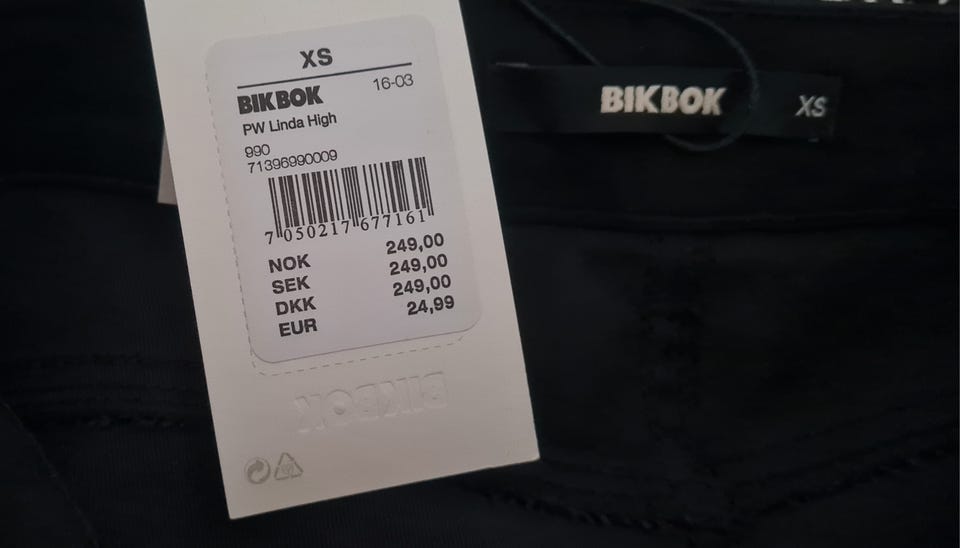 XS
BIKBOK 16-03
PW Linda High
990
71396990009
7 050217 677161
NOK 249,00
SEK 249,00
DKK 249,00
EUR 24,99
BIKBOK
BIKBOK XS